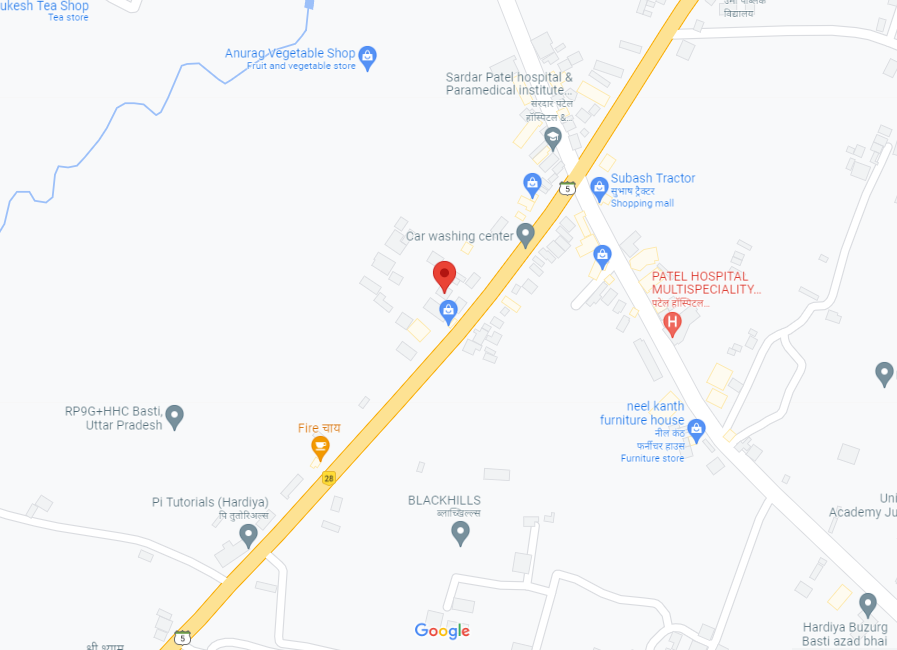 ukesh Tea Shop
Tea store
विद्यालय
Anurag Vegetable Shop
Fruit and vegetable store
Sardar Patel hospital &
Paramedical institute...
सरदार पटेल
हॉस्पिटल &...
5
Subash Tractor
सुभाष ट्रैक्टर
Shopping mall
Car washing center
PATEL HOSPITAL
MULTISPECIALITY...
पटेल हॉस्पिटल...
H
RP9G+HHC Basti,
Uttar Pradesh
neel kanth
furniture house
नील कंठ
फर्नीचर हाउस
Furniture store
Fire चाय
28
Pi Tutorials (Hardiya)
पि तुतोरिअल्स
BLACKHILLS
ब्लाच्खिल्ल्स
Uni
Academy Ju
5
Google
Hardiya Buzurg
Basti azad bhai
श्री श्याम